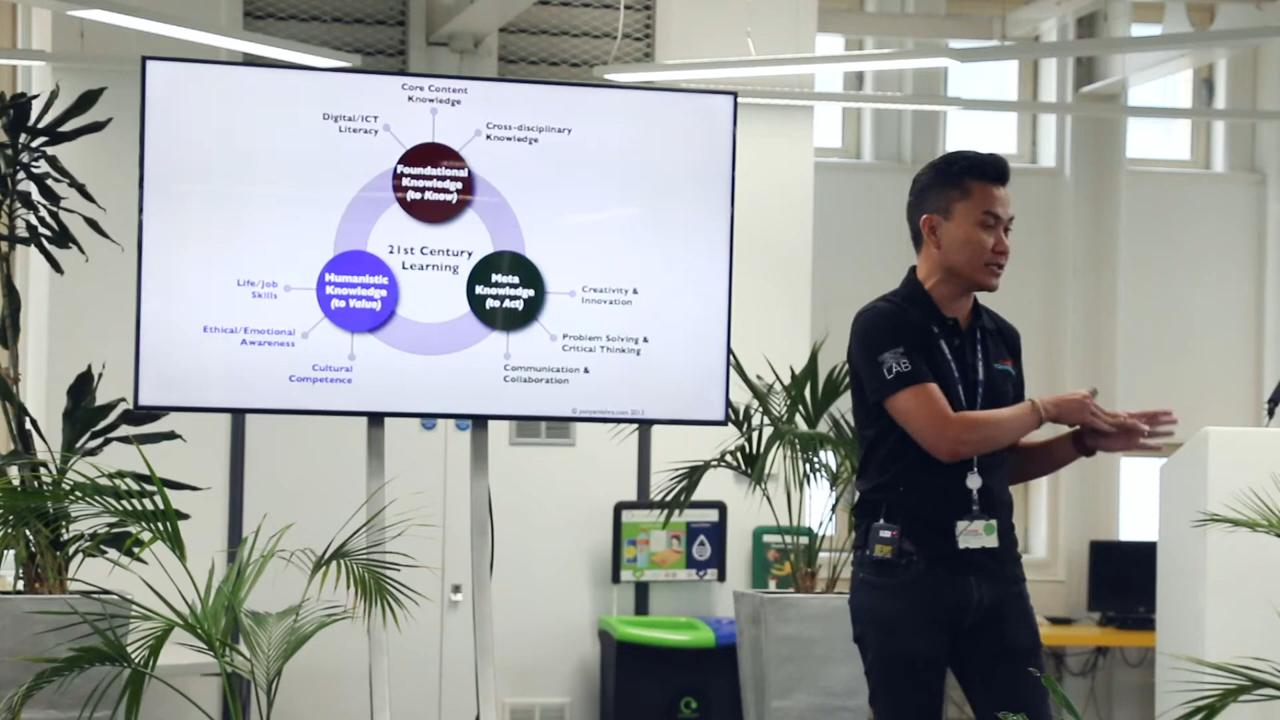 Core Content
Knowledge
Digital/ICT
Literacy
Cross-disciplinary
Knowledge
Foundational
Knowledge
(to Know)
21st Century
Learning
Humanistic
Knowledge
(to Value)
Meta
Knowledge
(to Act)
Life/Job
Skills
Creativity &
Innovation
Ethical/Emotional
Awareness
Problem Solving &
Critical Thinking
Cultural
Competence
Communication &
Collaboration
LAB